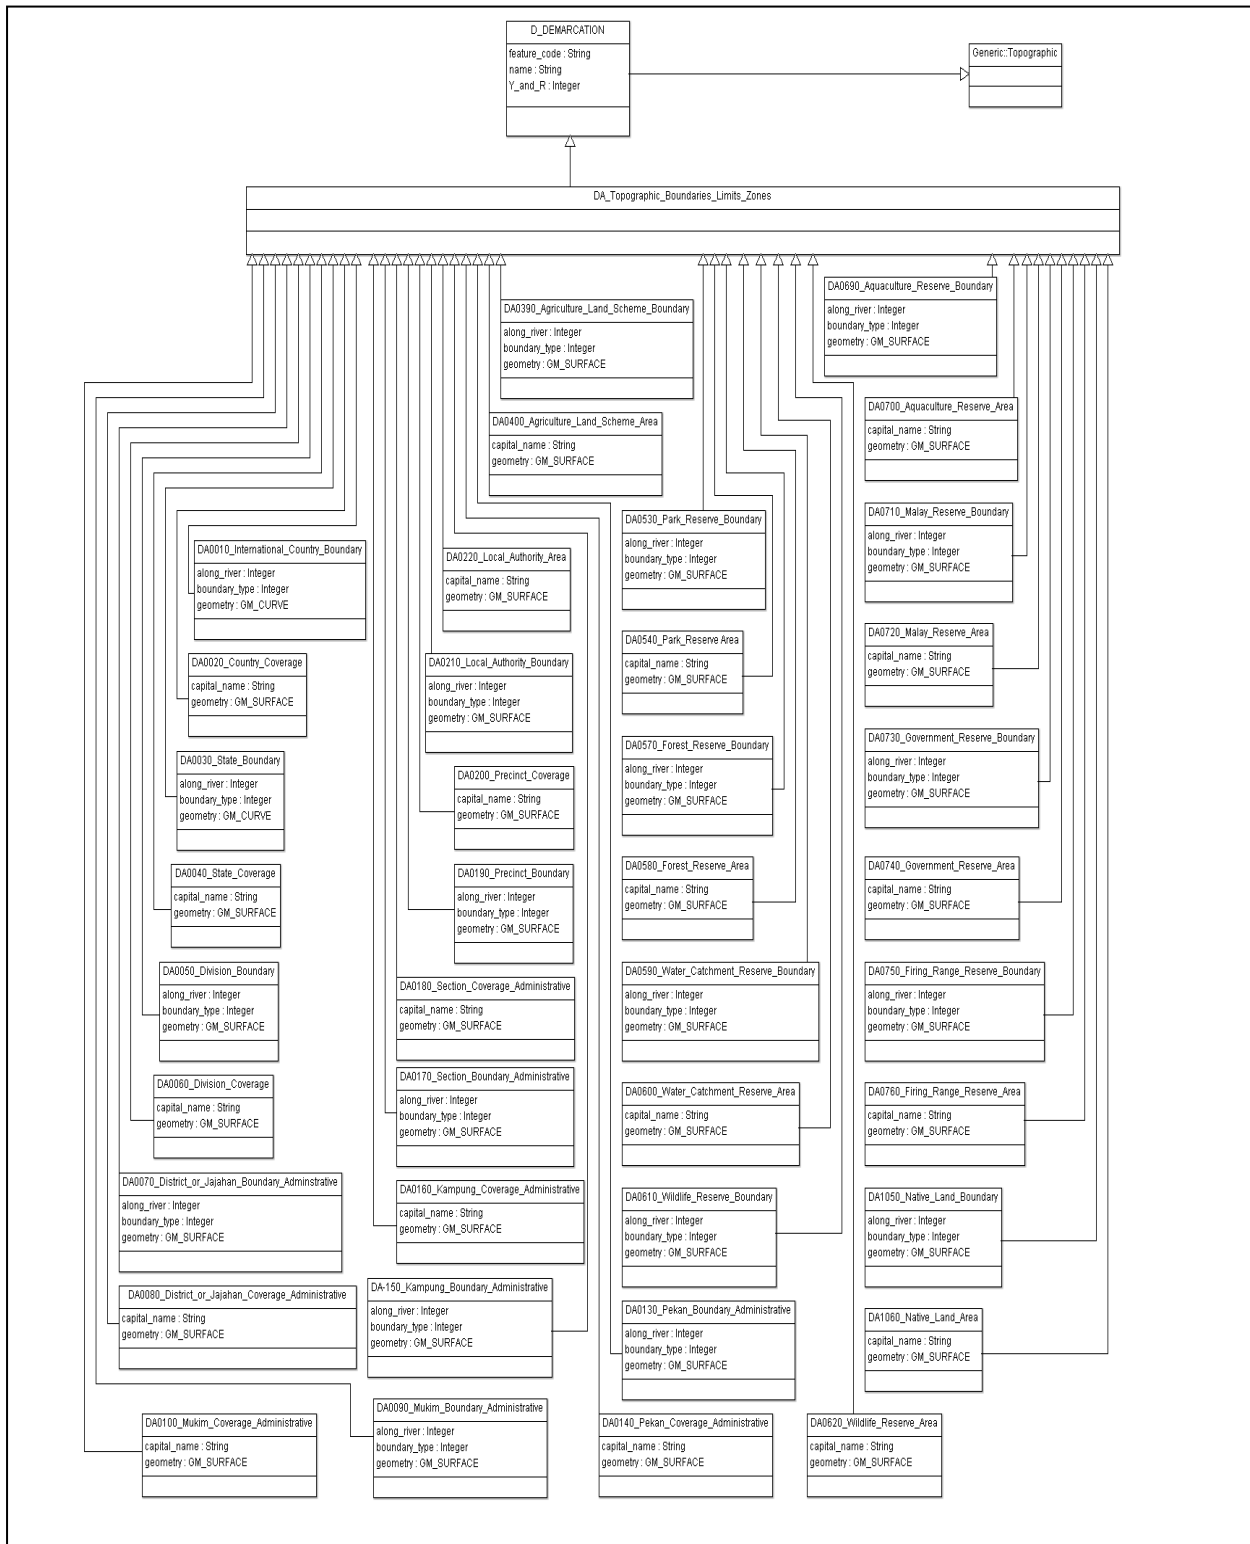 D_DEMARCATION
feature_code : String
name : String
Y_and_R : Integer
Generic::Topographic
DA_Topographic_Boundaries_Limits_Zones
DA0690_Aquaculture_Reserve_Boundary
along_river : Integer
boundary_type : Integer
geometry : GM_SURFACE
DA0390_Agriculture_Land_Scheme_Boundary
along_river : Integer
boundary_type : Integer
geometry : GM_SURFACE
DA0700_Aquaculture_Reserve_Area
capital_name : String
geometry : GM_SURFACE
DA0400_Agriculture_Land_Scheme_Area
capital_name : String
geometry : GM_SURFACE
DA0710_Malay_Reserve_Boundary
along_river : Integer
boundary_type : Integer
geometry : GM_SURFACE
DA0530_Park_Reserve_Boundary
along_river : Integer
boundary_type : Integer
geometry : GM_SURFACE
DA0010_International_Country_Boundary
along_river : Integer
boundary_type : Integer
geometry : GM_CURVE
DA0220_Local_Authority_Area
capital_name : String
geometry : GM_SURFACE
DA0720_Malay_Reserve_Area
capital_name : String
geometry : GM_SURFACE
DA0540_Park_Reserve Area
capital_name : String
geometry : GM_SURFACE
DA0020_Country_Coverage
capital_name : String
geometry : GM_SURFACE
DA0210_Local_Authority_Boundary
along_river : Integer
boundary_type : Integer
geometry : GM_SURFACE
DA0730_Government_Reserve_Boundary
along_river : Integer
boundary_type : Integer
geometry : GM_SURFACE
DA0570_Forest_Reserve_Boundary
along_river : Integer
boundary_type : Integer
geometry : GM_SURFACE
DA0030_State_Boundary
along_river : Integer
boundary_type : Integer
geometry : GM_CURVE
DA0200_Precinct_Coverage
capital_name : String
geometry : GM_SURFACE
DA0740_Government_Reserve_Area
capital_name : String
geometry : GM_SURFACE
DA0580_Forest_Reserve_Area
capital_name : String
geometry : GM_SURFACE
DA0040_State_Coverage
capital_name : String
geometry : GM_SURFACE
DA0190_Precinct_Boundary
along_river : Integer
boundary_type : Integer
geometry : GM_SURFACE
DA0050_Division_Boundary
along_river : Integer
boundary_type : Integer
geometry : GM_SURFACE
DA0180_Section_Coverage_Administrative
capital_name : String
geometry : GM_SURFACE
DA0590_Water_Catchment_Reserve_Boundary
along_river : Integer
boundary_type : Integer
geometry : GM_SURFACE
DA0750_Firing_Range_Reserve_Boundary
along_river : Integer
boundary_type : Integer
geometry : GM_SURFACE
DA0060_Division_Coverage
capital_name : String
geometry : GM_SURFACE
DA0170_Section_Boundary_Administrative
along_river : Integer
boundary_type : Integer
geometry : GM_SURFACE
DA0600_Water_Catchment_Reserve_Area
capital_name : String
geometry : GM_SURFACE
DA0760_Firing_Range_Reserve_Area
capital_name : String
geometry : GM_SURFACE
DA0070_District_or_Jajahan_Boundary_Adminstrative
along_river : Integer
boundary_type : Integer
geometry : GM_SURFACE
DA0160_Kampung_Coverage_Administrative
capital_name : String
geometry : GM_SURFACE
DA0610_Wildlife_Reserve_Boundary
along_river : Integer
boundary_type : Integer
geometry : GM_SURFACE
DA1050_Native_Land_Boundary
along_river : Integer
boundary_type : Integer
geometry : GM_SURFACE
DA0080_District_or_Jajahan_Coverage_Administrative
capital_name : String
geometry : GM_SURFACE
DA-150_Kampung_Boundary_Administrative
along_river : Integer
boundary_type : Integer
geometry : GM_SURFACE
DA0130_Pekan_Boundary_Administrative
along_river : Integer
boundary_type : Integer
geometry : GM_SURFACE
DA1060_Native_Land_Area
capital_name : String
geometry : GM_SURFACE
DA0100_Mukim_Coverage_Administrative
capital_name : String
geometry : GM_SURFACE
DA0090_Mukim_Boundary_Administrative
along_river : Integer
boundary_type : Integer
geometry : GM_SURFACE
DA0140_Pekan_Coverage_Administrative
capital_name : String
geometry : GM_SURFACE
DA0620_Wildlife_Reserve_Area
capital_name : String
geometry : GM_SURFACE